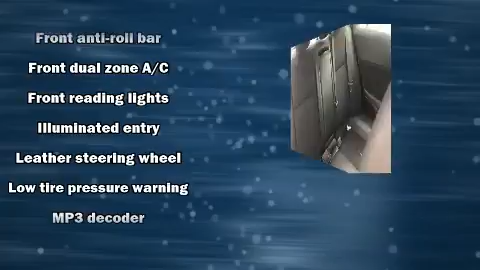 Front anti-roll bar
Front dual zone A/C
Front reading lights
Illuminated entry
Leather steering wheel
Low tire pressure warning
MP3 decoder